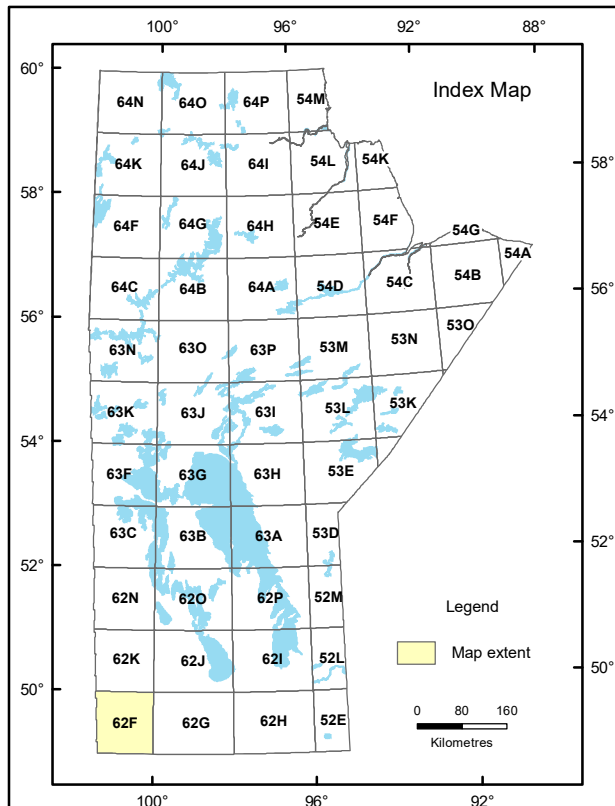 100° 96° 92° 88°
60°
Index Map
64N 64O 64P 54M
58°
64K 64J 64I 54L 54K
58°
64F 64G 64H 54E 54F 54G
54A
64C 64B 64A 54D 54C 54B
56°
56°
63N 63O 63P 53M 53N 53O
63K 63J 63I 53L 53K
54°
54°
63F 63G 63H 53E
63C 63B 63A 53D
52°
52°
62N 62O 62P 52M
Legend
62K 62J 62I 52L
Map extent
50°
50°
62F 62G 62H 52E
0 80 160
Kilometres
100° 96° 92°